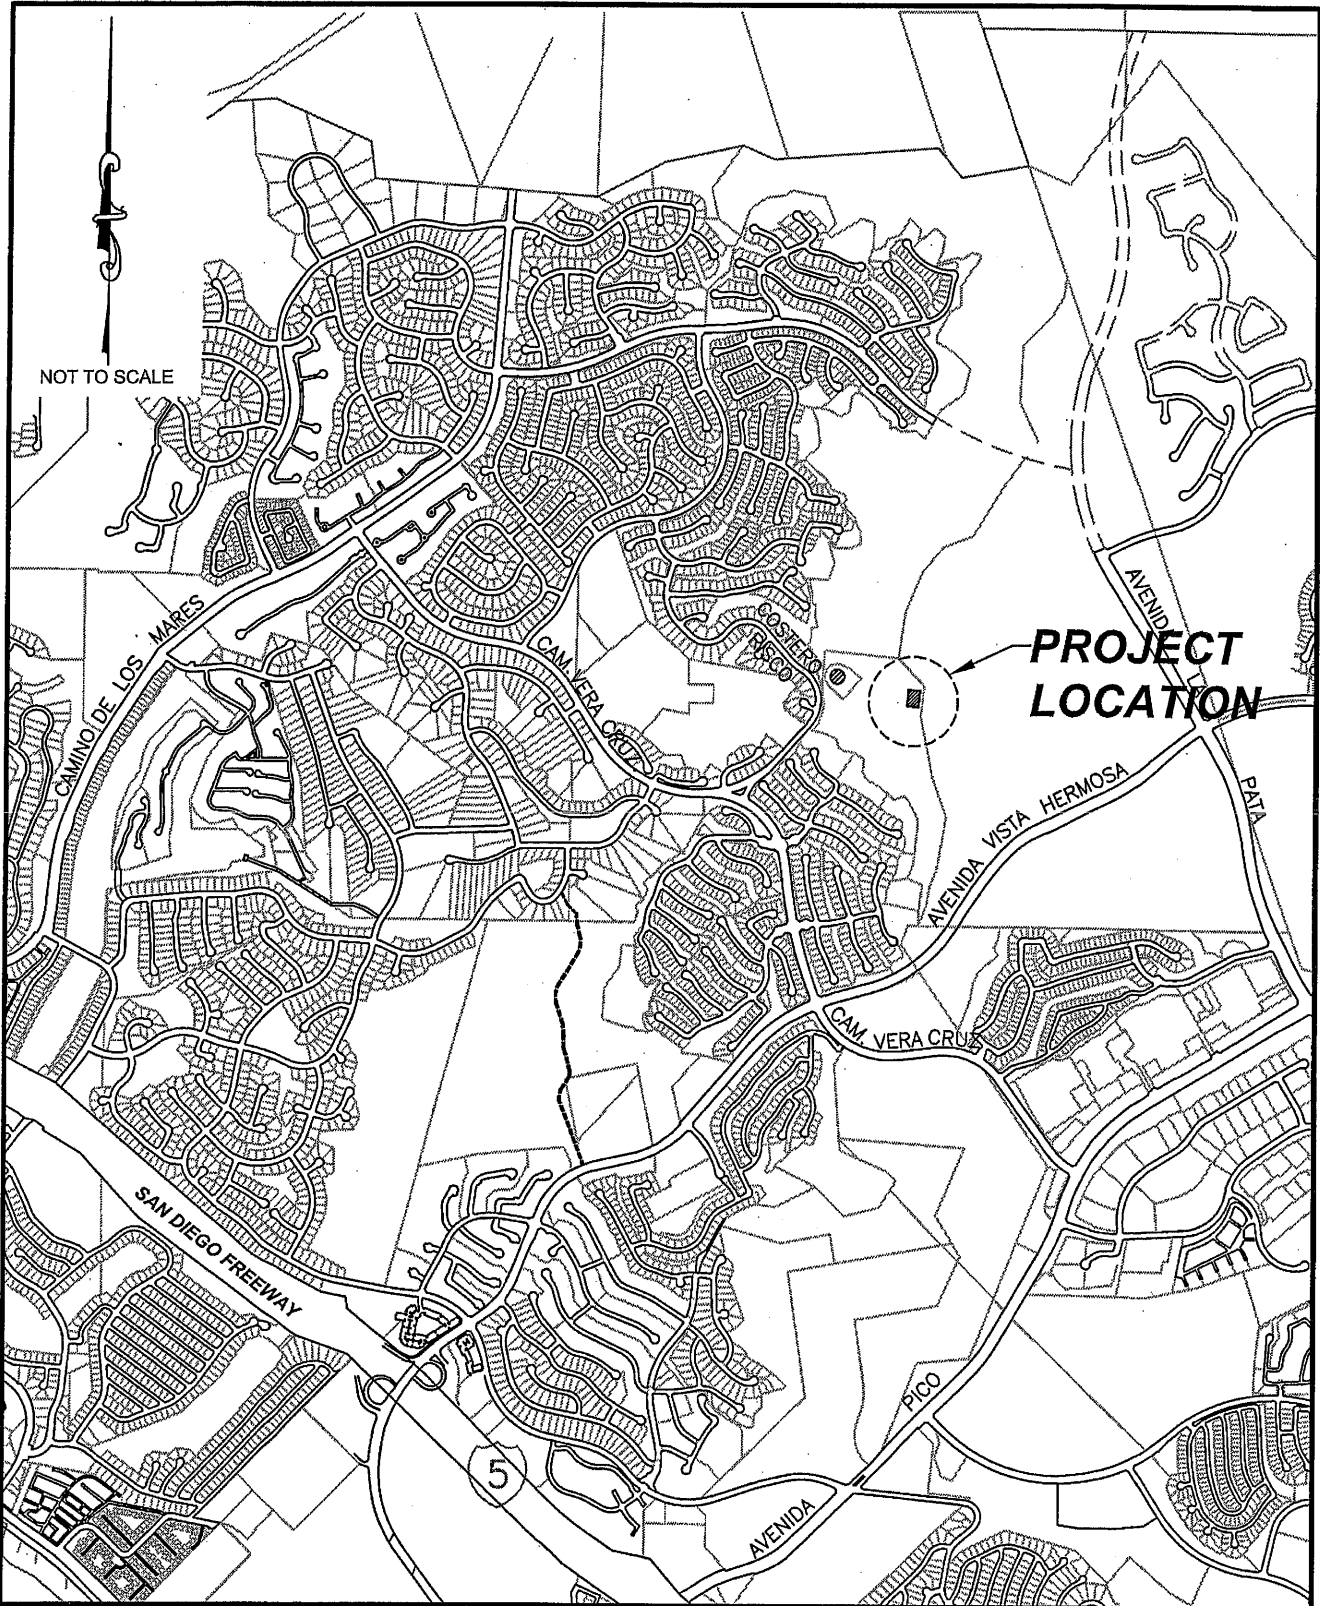 NOT TO SCALE
CAMINO DE LOS MARES
COSTERO
RISCO
CAM. VERA CRUZ
AVENIDA LA
PROJECT
LOCATION
PATA
AVENIDA VISTA HERMOSA
CAM. VERA CRUZ
SAN DIEGO FREEWAY
5
AVENIDA
PICO